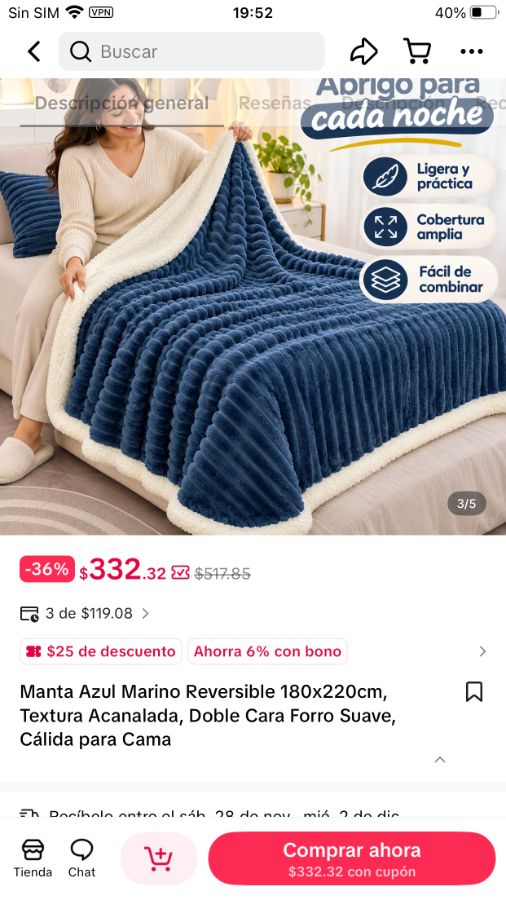 Sin SIM VPN 19:52 40%
Buscar
Descripción general Reseñas Descripción Rec
Abrigo para
cada noche
Ligera y
práctica
Cobertura
amplia
Fácil de
combinar
3/5
-36% $332.32 $517.85
3 de $119.08
$25 de descuento Ahorra 6% con bono
Manta Azul Marino Reversible 180x220cm,
Textura Acanalada, Doble Cara Forro Suave,
Cálida para Cama
Recíbelo entre el sáb, 28 de nov - mié, 2 de dic
Tienda Chat Comprar ahora
$332.32 con cupón